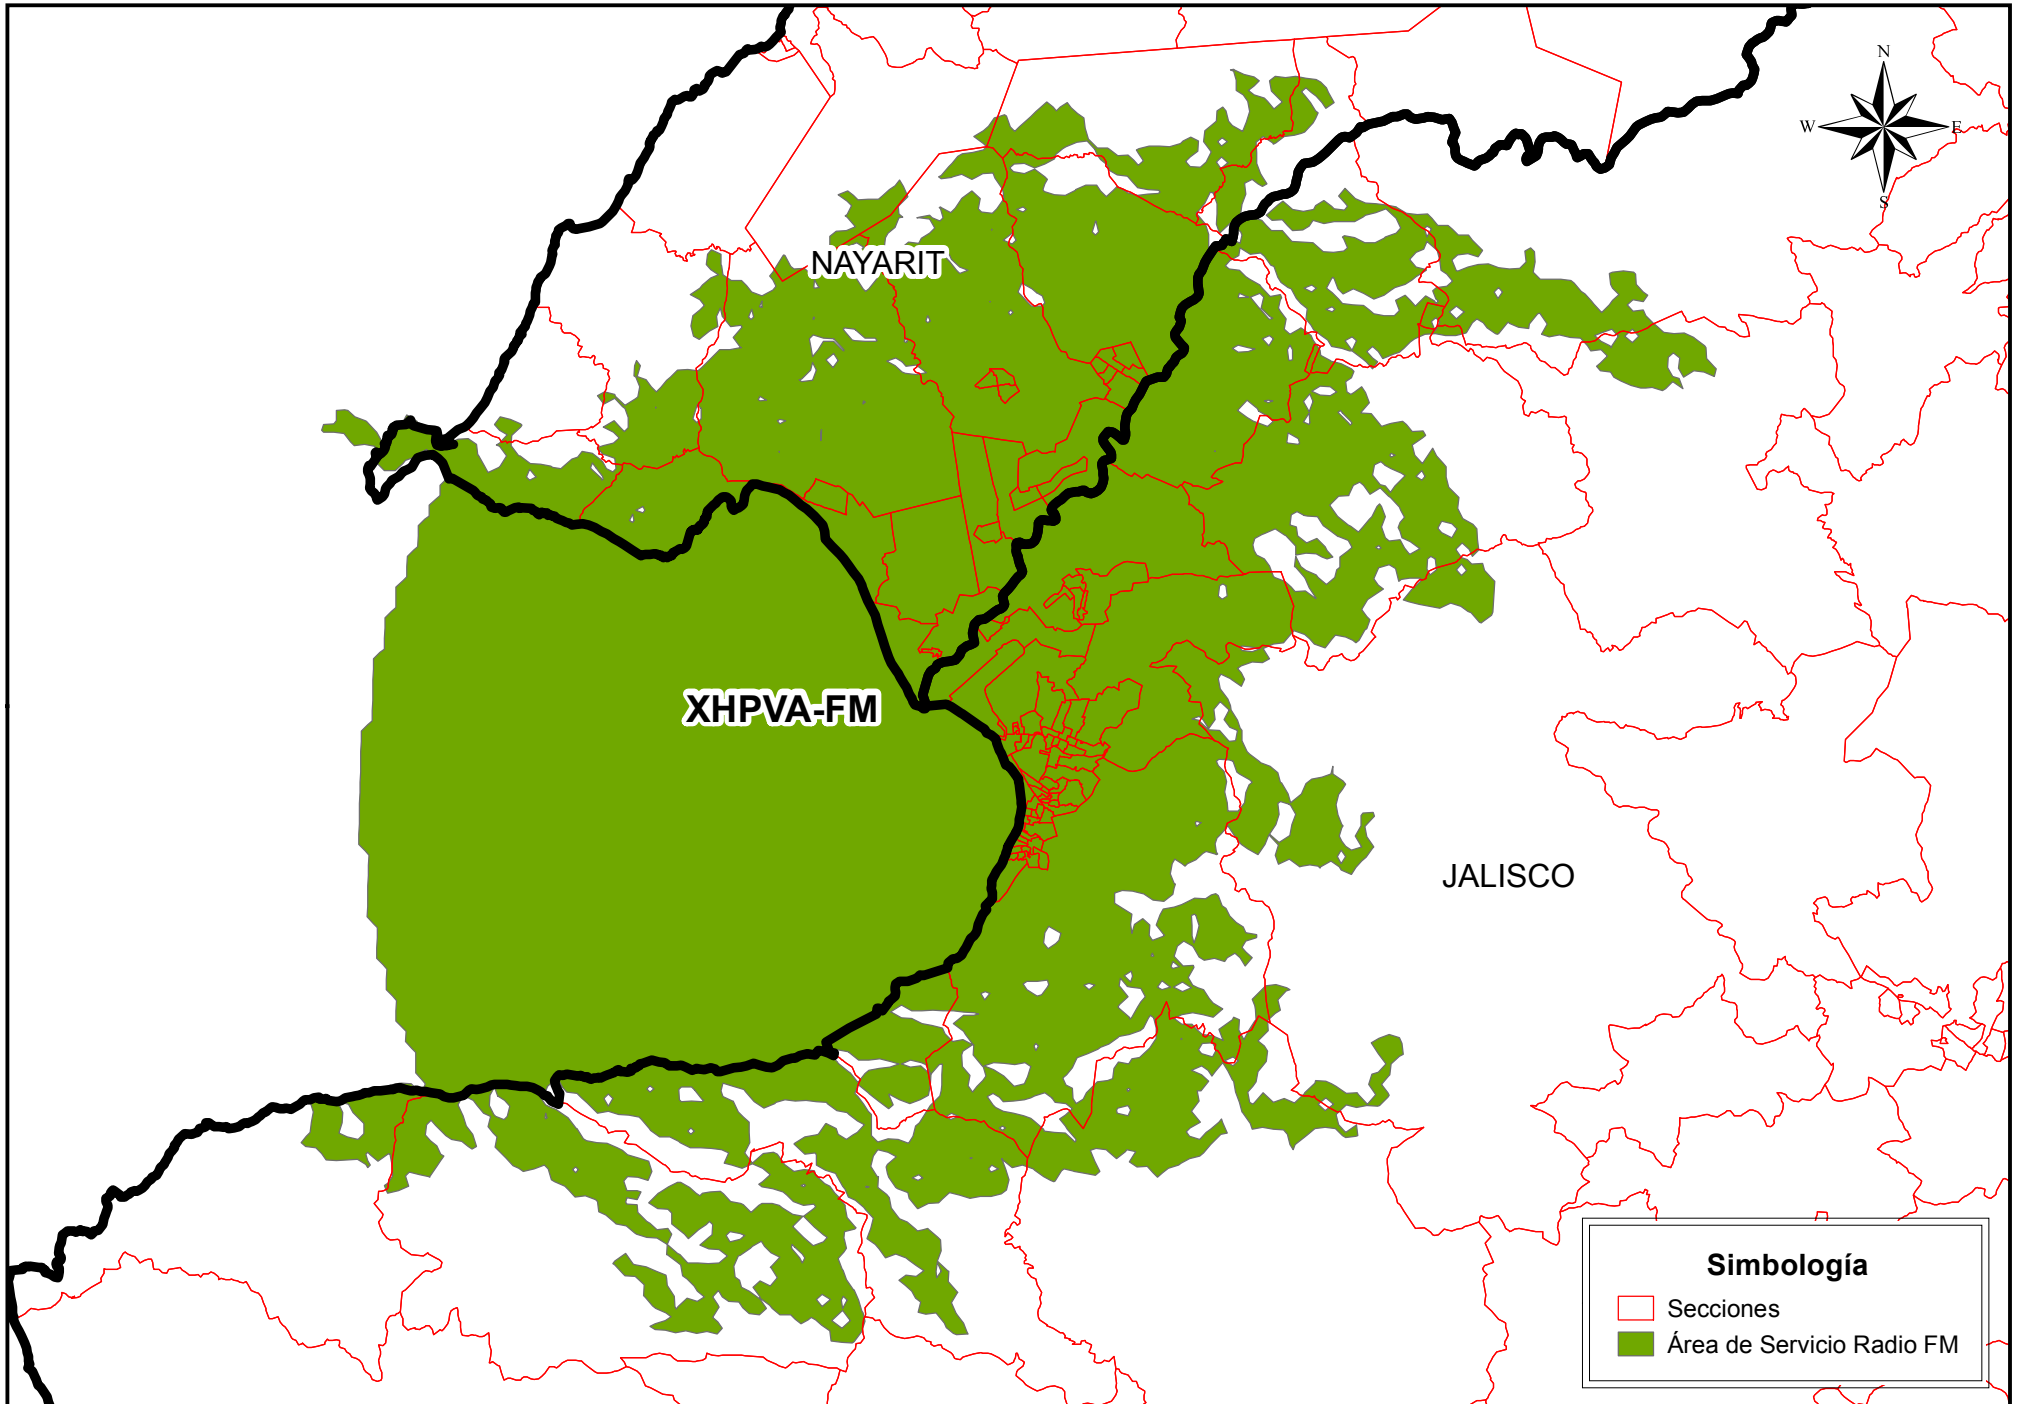 N
W E
S
NAYARIT
XHPVA-FM
JALISCO
Simbología
Secciones
Área de Servicio Radio FM